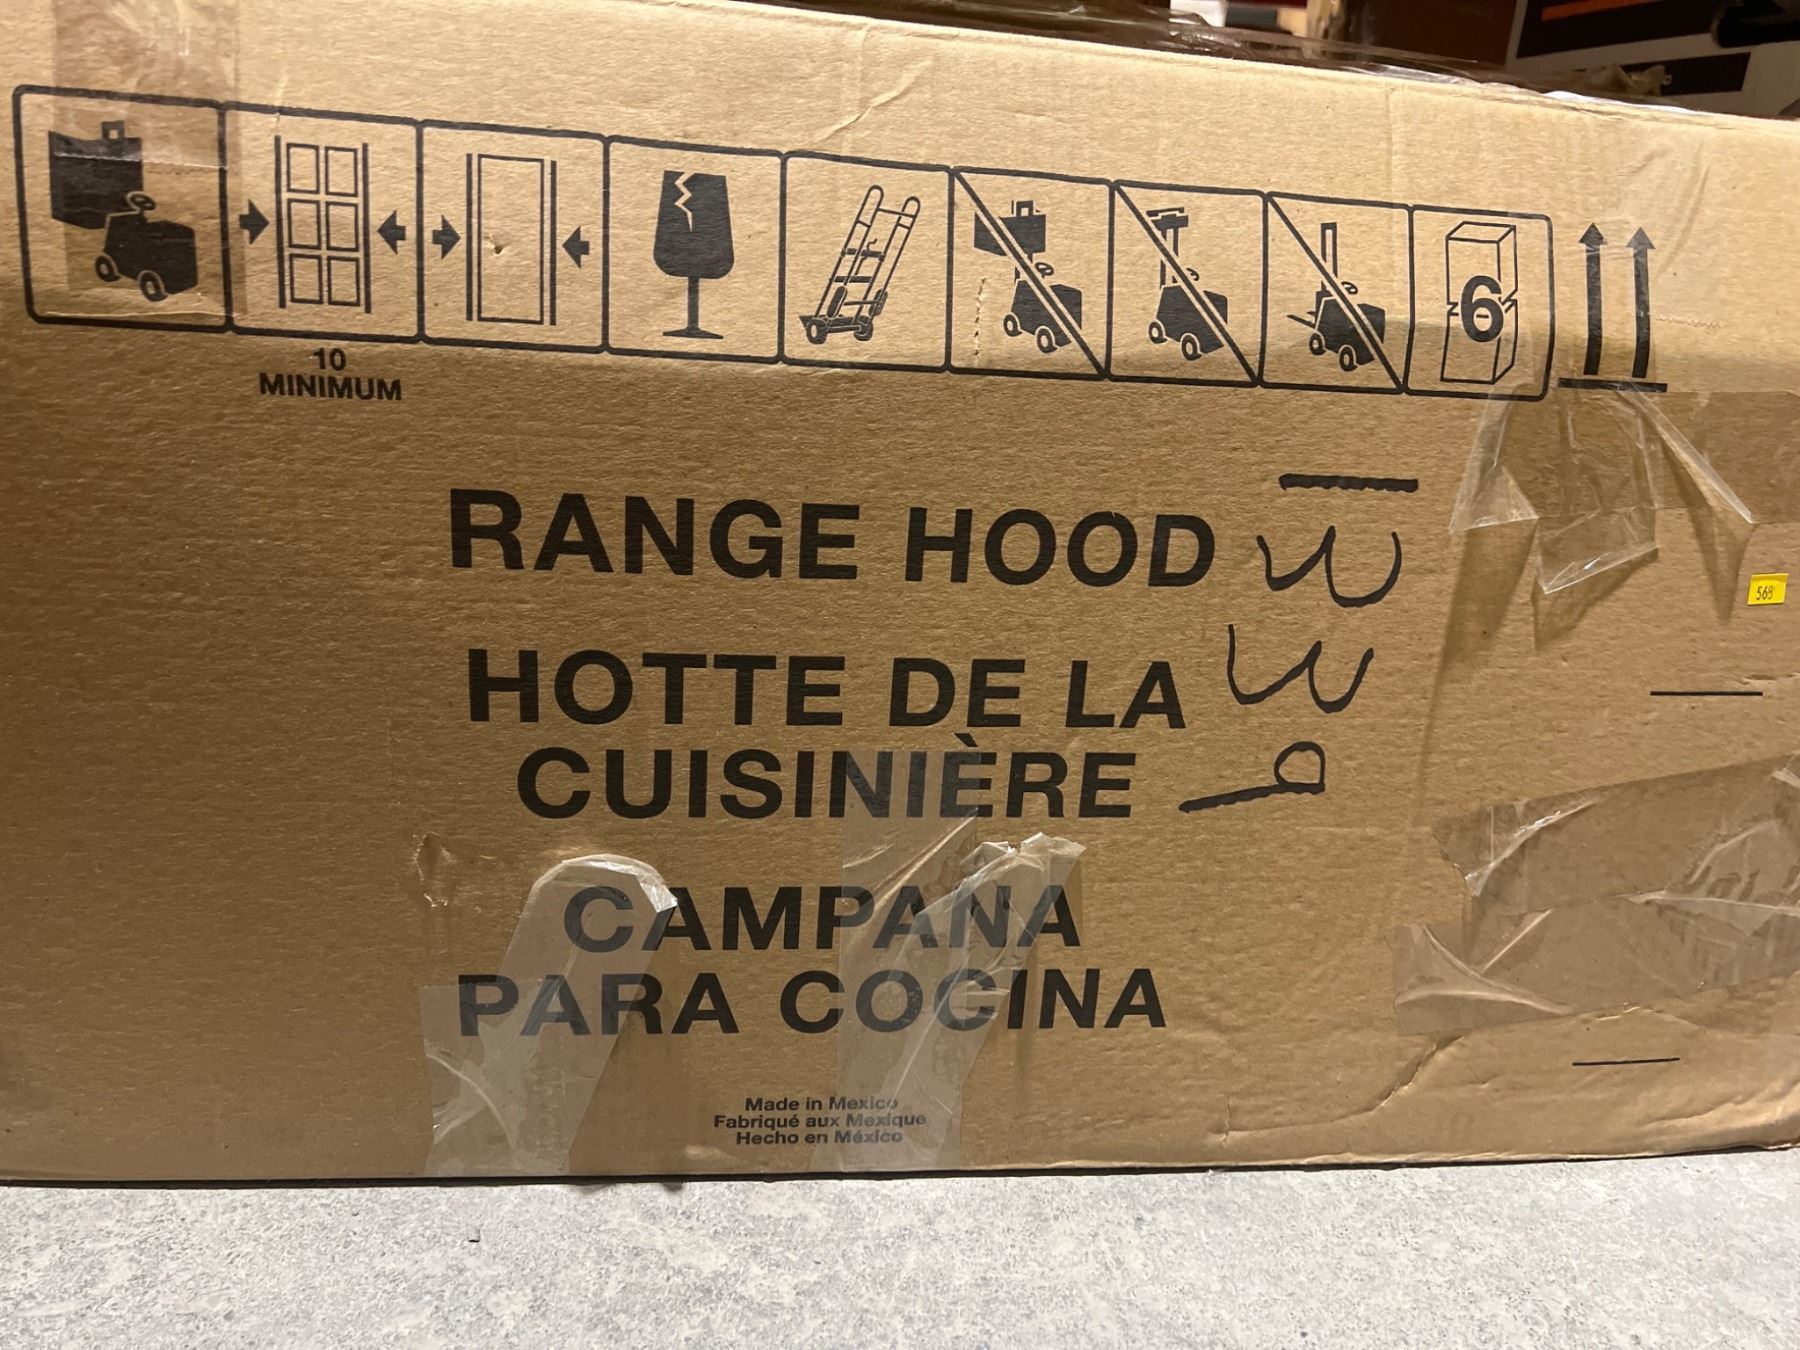 6
10
MINIMUM
RANGE HOOD
HOTTE DE LA
CUISINIÈRE
CAMPANA
PARA COCINA
1339
Made in Mexico
Fabriqué aux Mexique
Hecho en México